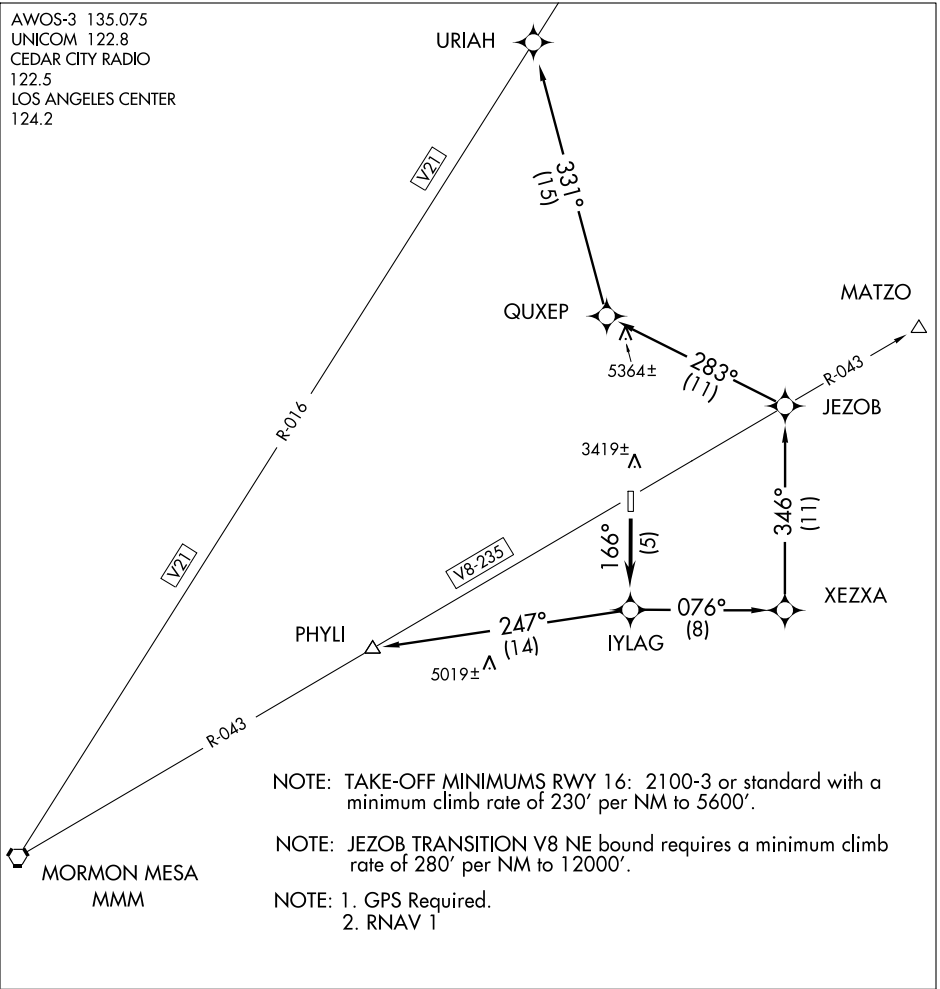 AWOS-3 135.075
UNICOM 122.8
CEDAR CITY RADIO
122.5
LOS ANGELES CENTER
124.2
URIAH
V21
331°
(15)
QUXEP
MATZO
5364±
283°
(11)
R-043
JEZOB
R-016
3419±
346°
(11)
166°
(5)
V21
V8-235
XEZXA
076°
(8)
IYLAG
PHYLI
247°
(14)
5019±
R-043
NOTE: TAKE-OFF MINIMUMS RWY 16: 2100-3 or standard with a
minimum climb rate of 230' per NM to 5600'.
NOTE: JEZOB TRANSITION V8 NE bound requires a minimum climb
rate of 280' per NM to 12000'.
MORMON MESA
MMM
NOTE: 1. GPS Required.
2. RNAV 1